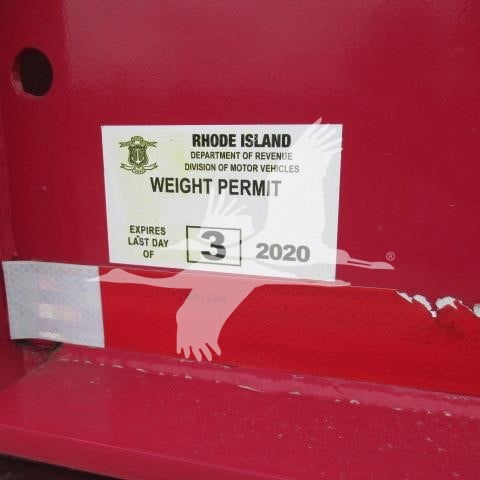 RHODE ISLAND
DEPARTMENT OF REVENUE
DIVISION OF MOTOR VEHICLES
WEIGHT PERMIT
EXPIRES
LAST DAY
OF
3
2020
®